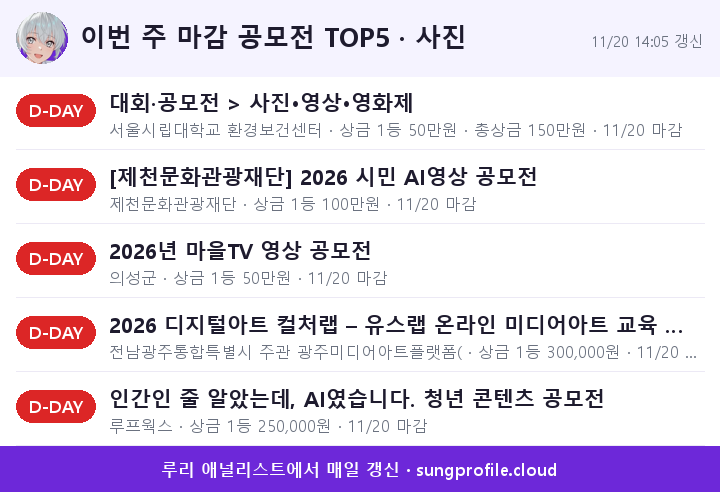 이번 주 마감 공모전 TOP5 · 사진
11/20 14:05 갱신
D-DAY
대회·공모전 > 사진•영상•영화제
서울시립대학교 환경보건센터 · 상금 1등 50만원 · 총상금 150만원 · 11/20 마감
D-DAY
[제천문화관광재단] 2026 시민 AI영상 공모전
제천문화관광재단 · 상금 1등 100만원 · 11/20 마감
D-DAY
2026년 마을TV 영상 공모전
의성군 · 상금 1등 50만원 · 11/20 마감
D-DAY
2026 디지털아트 컬처랩 – 유스랩 온라인 미디어아트 교육 ...
전남광주통합특별시 주관 광주미디어아트플랫폼( · 상금 1등 300,000원 · 11/20 ...
D-DAY
인간인 줄 알았는데, AI였습니다. 청년 콘텐츠 공모전
루프웍스 · 상금 1등 250,000원 · 11/20 마감
루리 애널리스트에서 매일 갱신 · sungprofile.cloud